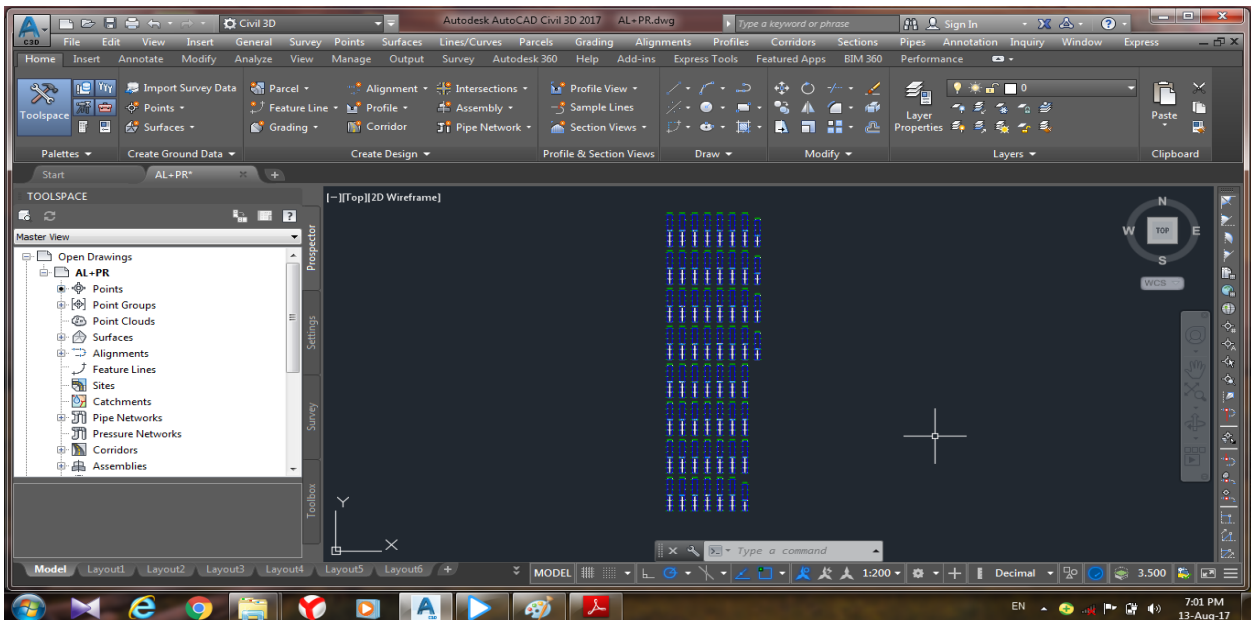 Civil 3D
Autodesk AutoCAD Civil 3D 2017 AL+PR.dwg
Type a keyword or phrase
Sign In
C3D File Edit View Insert General Survey Points Surfaces Lines/Curves Parcels Grading Alignments Profiles Corridors Sections Pipes Annotation Inquiry Window Express
Home Insert Annotate Modify Analyze View Manage Output Survey Autodesk 360 Help Add-ins Express Tools Featured Apps BIM 360 Performance
Toolspace
Import Survey Data
Points
Surfaces
Parcel
Feature Line
Grading
Alignment
Profile
Corridor
Intersections
Assembly
Pipe Network
Profile View
Sample Lines
Section Views
Layer
Properties
0
Paste
Palettes Create Ground Data Create Design Profile & Section Views Draw Modify Layers Clipboard
Start AL+PR*
TOOLSPACE
Master View
Open Drawings
AL+PR
Points
Point Groups
Point Clouds
Surfaces
Alignments
Feature Lines
Sites
Catchments
Pipe Networks
Pressure Networks
Corridors
Assemblies
Prospector
Settings
Survey
Toolbox
[−][Top][2D Wireframe]
N
W TOP E
S
WCS
Y
X
Type a command
Model Layout1 Layout2 Layout3 Layout4 Layout5 Layout6
MODEL 1:200 Decimal 3.500
EN 7:01 PM
13-Aug-17